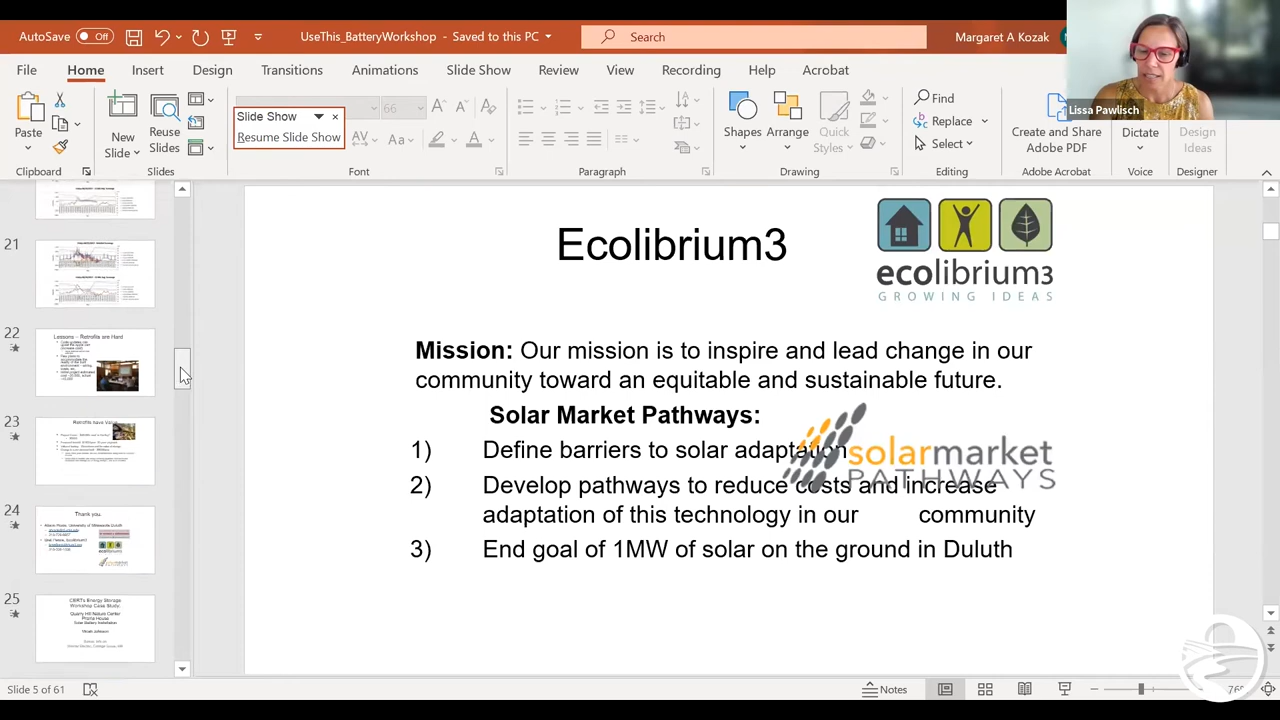 AutoSave Off UseThis_BatteryWorkshop - Saved to this PC Search Margaret A Kozak
Lissa Pawlisch
File Home Insert Design Transitions Animations Slide Show Review View Recording Help Acrobat
Paste
New Slide
Reuse Slides
Slide Show
Resume Slide Show
66
Aa
Shapes Arrange Quick Styles
Find
Replace
Select
Create and Share Adobe PDF
Dictate
Design Ideas
Clipboard Slides Font Paragraph Drawing Editing Adobe Acrobat Voice Designer
21
22
Lessons - Retrofits are Hard
23
24
Thank you.
25
CERTs Energy Storage
Workshop Case Study:
Quarry Hill Nature Center
Prairie House
Solar Battery Installation
Ecolibrium3
ecolibrium3
GROWING IDEAS
Mission: Our mission is to inspire and lead change in our
community toward an equitable and sustainable future.
Solar Market Pathways:
1) Define barriers to solar adaptation
solarmarket
PATHWAYS
2) Develop pathways to reduce costs and increase
adaptation of this technology in our community
3) End goal of 1MW of solar on the ground in Duluth
Slide 5 of 61
Notes